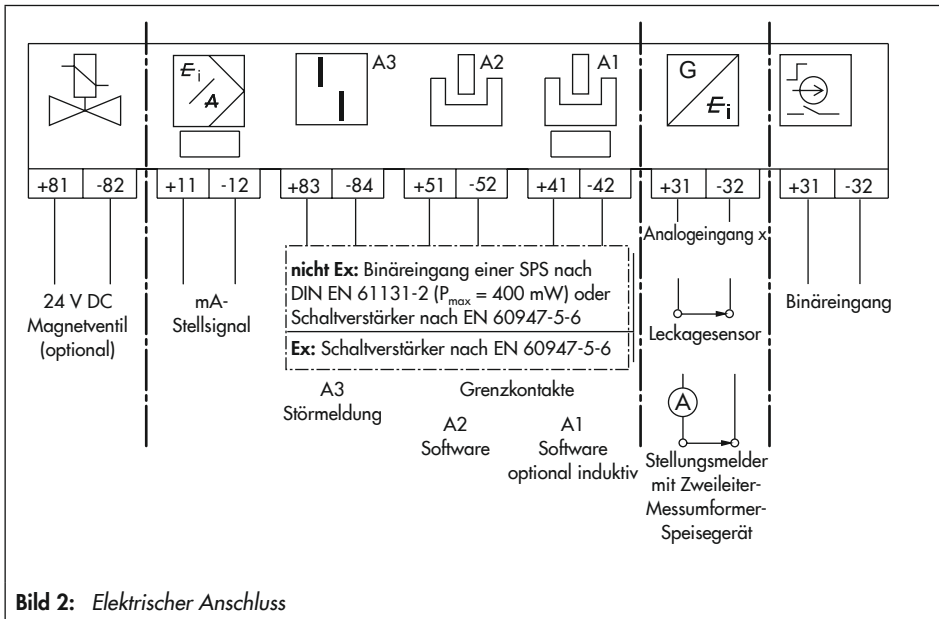 A3
A2
A1
G
E i
A
E i
+81 -82 +11 -12 +83 -84 +51 -52 +41 -42 +31 -32 +31 -32
24 V DC
Magnetventil
(optional)
mA-
Stellsignal
nicht Ex: Binäreingang einer SPS nach
DIN EN 61131-2 (Pmax = 400 mW) oder
Schaltverstärker nach EN 60947-5-6
Ex: Schaltverstärker nach EN 60947-5-6
A3
Störmeldung
Grenzkontakte
A2
Software
A1
Software
optional induktiv
Analogeingang x
Leckagesensor
A
Stellungsmelder
mit Zweileiter-
Messumformer-
Speisegerät
Binäreingang
Bild 2: Elektrischer Anschluss